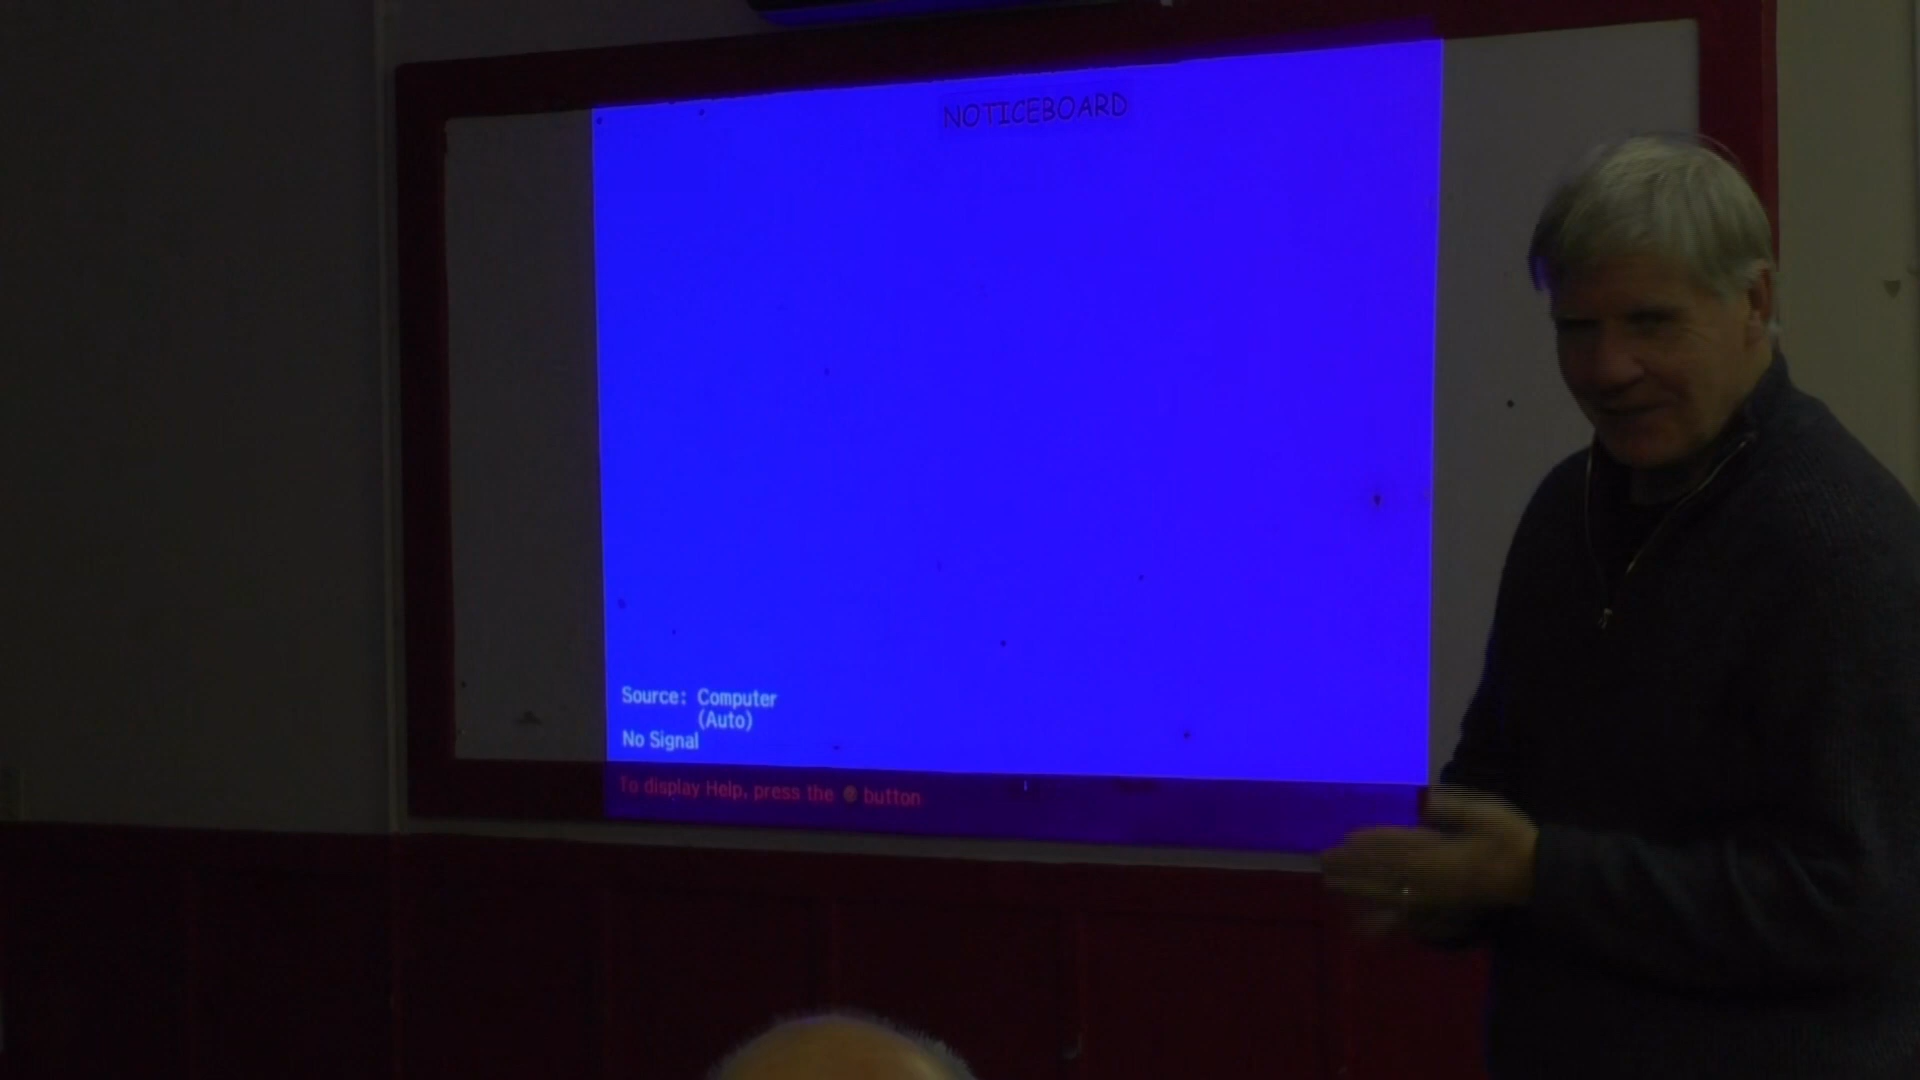 NOTICEBOARD
Source: Computer
(Auto)
No Signal
To display Help, press the button